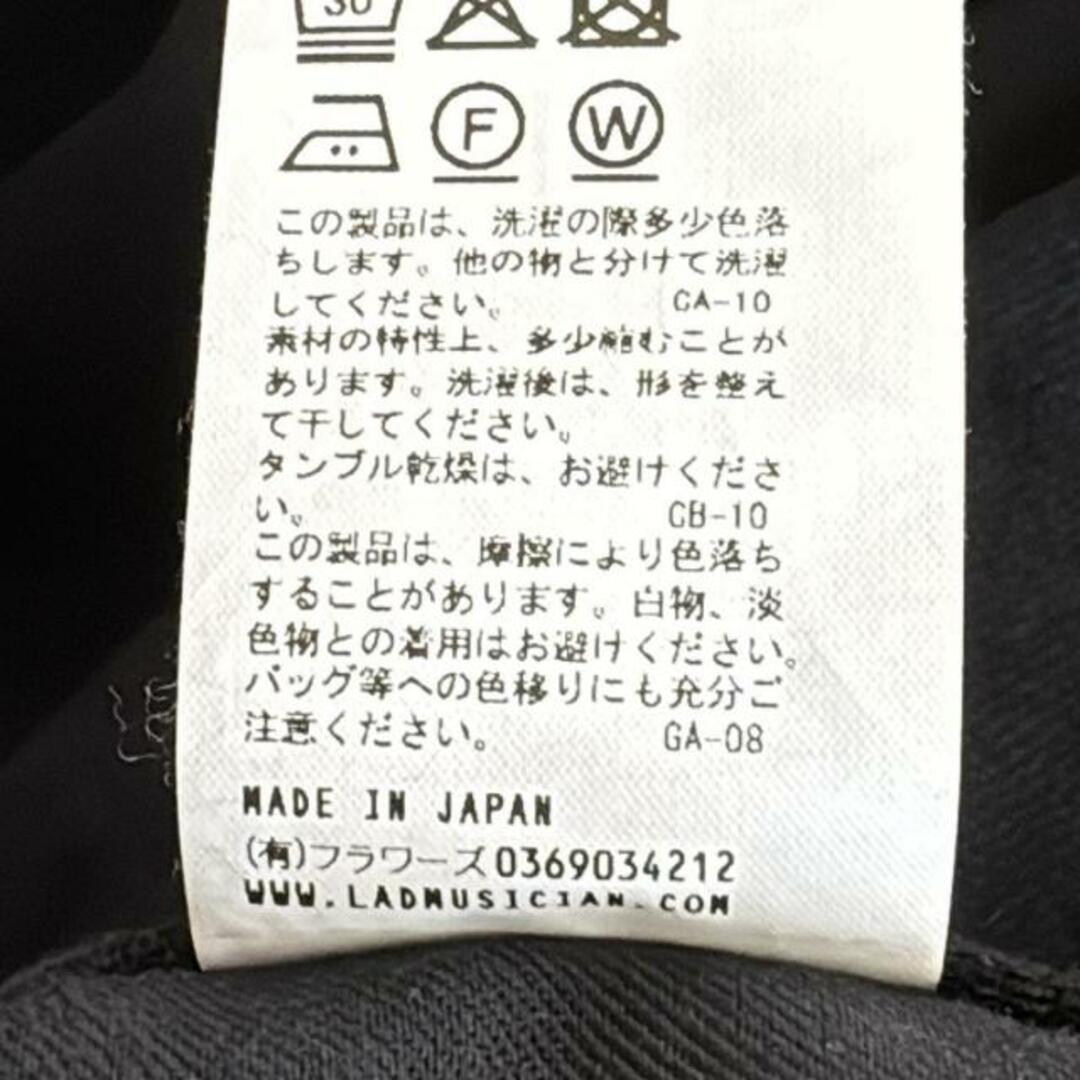 30
F W
この製品は、洗濯の際多少色落
ちします。他の物と分けて洗濯
してください。 CA-10
素材の特性上、多少縮むことが
あります。洗濯後は、形を整え
て干してください。
タンブル乾燥は、お避けくださ
い。 CB-10
この製品は、摩擦により色落ち
することがあります。白物、淡
色物との着用はお避けください。
バッグ等への色移りにも充分ご
注意ください。 GA-08
MADE IN JAPAN
(有)フラワーズ0369034212
WWW.LADMUSICIAN.COM